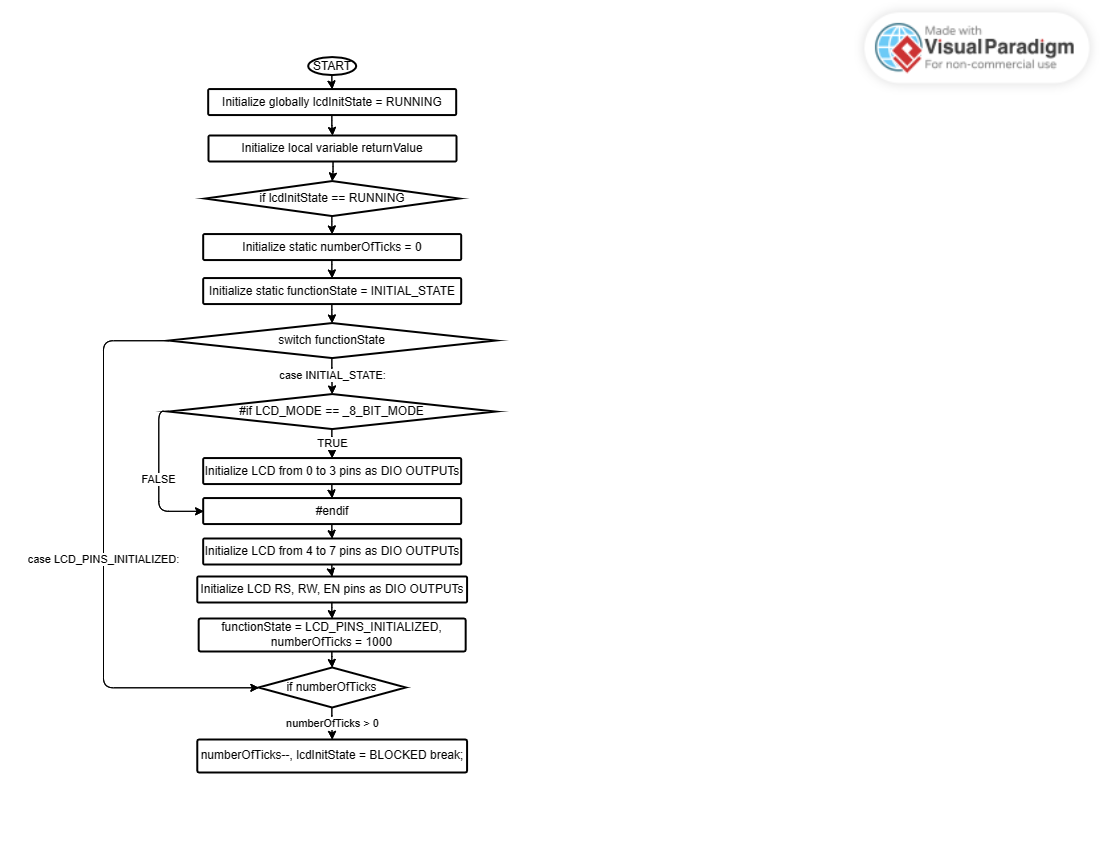 Made with
Visual Paradigm
For non-commercial use
START
Initialize globally lcdInitState = RUNNING
Initialize local variable returnValue
if lcdInitState == RUNNING
Initialize static numberOfTicks = 0
Initialize static functionState = INITIAL_STATE
switch functionState
case INITIAL_STATE:
#if LCD_MODE == _8_BIT_MODE
TRUE
Initialize LCD from 0 to 3 pins as DIO OUTPUTs
FALSE
#endif
Initialize LCD from 4 to 7 pins as DIO OUTPUTs
case LCD_PINS_INITIALIZED:
Initialize LCD RS, RW, EN pins as DIO OUTPUTs
functionState = LCD_PINS_INITIALIZED,
numberOfTicks = 1000
if numberOfTicks
numberOfTicks > 0
numberOfTicks--, lcdInitState = BLOCKED break;